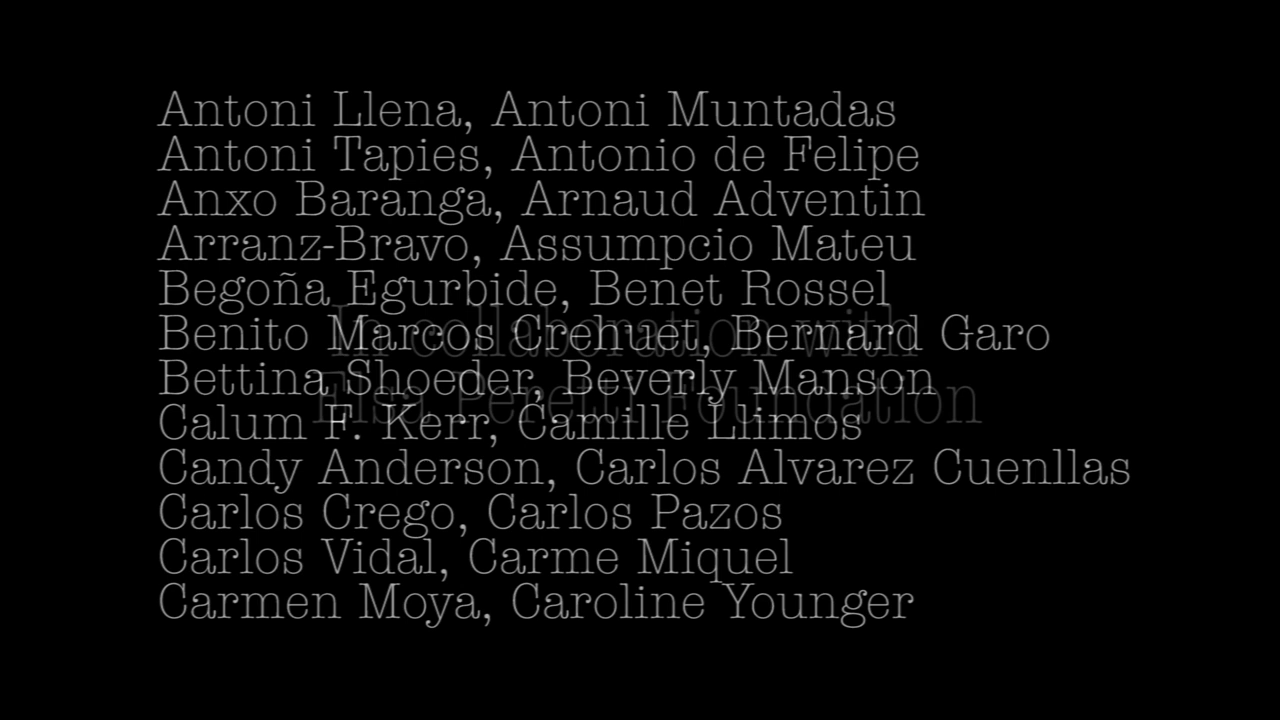 Antoni Llena, Antoni Muntadas
Antoni Tapies, Antonio de Felipe
Anxo Baranga, Arnaud Adventin
Arranz-Bravo, Assumpcio Mateu
Begoña Egurbide, Benet Rossel
Benito Marcos Crehuet, Bernard Garo
Bettina Shoeder, Beverly Manson
Calum F. Kerr, Camille Llimos
Candy Anderson, Carlos Alvarez Cuenllas
Carlos Crego, Carlos Pazos
Carlos Vidal, Carme Miquel
Carmen Moya, Caroline Younger
In collaboration with
Elsa Peretti Foundation